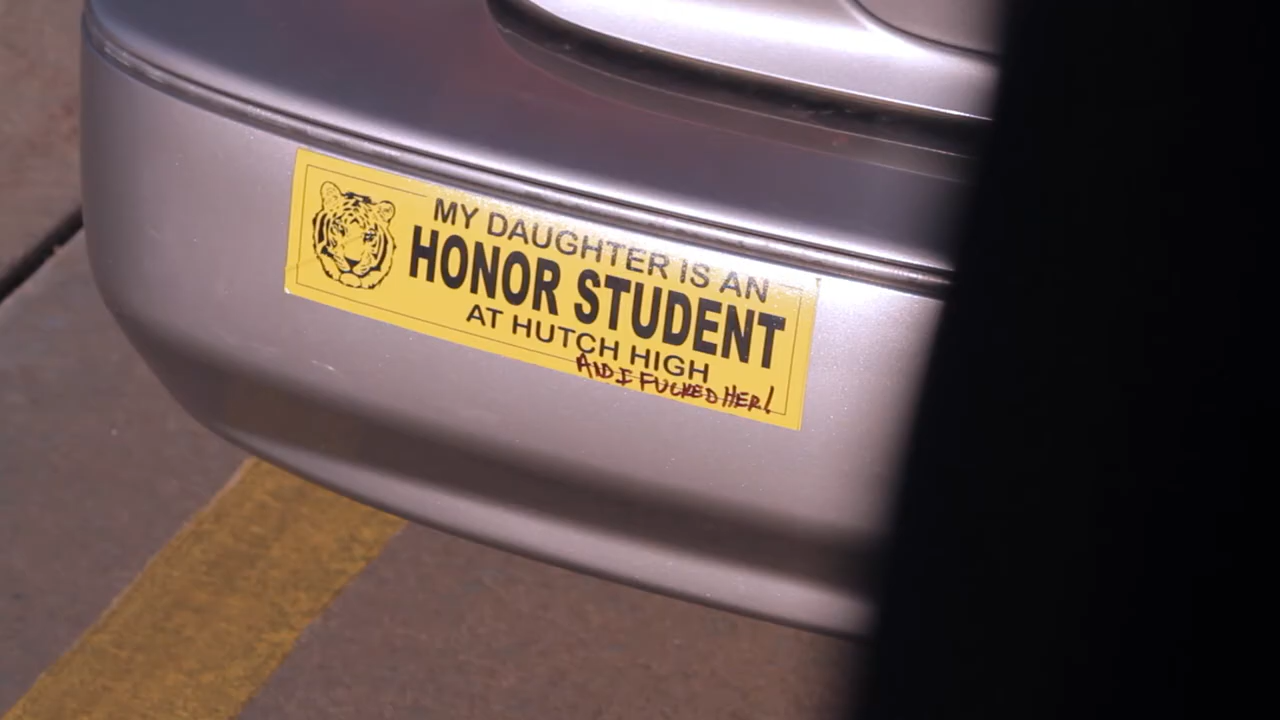 MY DAUGHTER IS AN
HONOR STUDENT
AT HUTCH HIGH
AND I FUCKED HER!